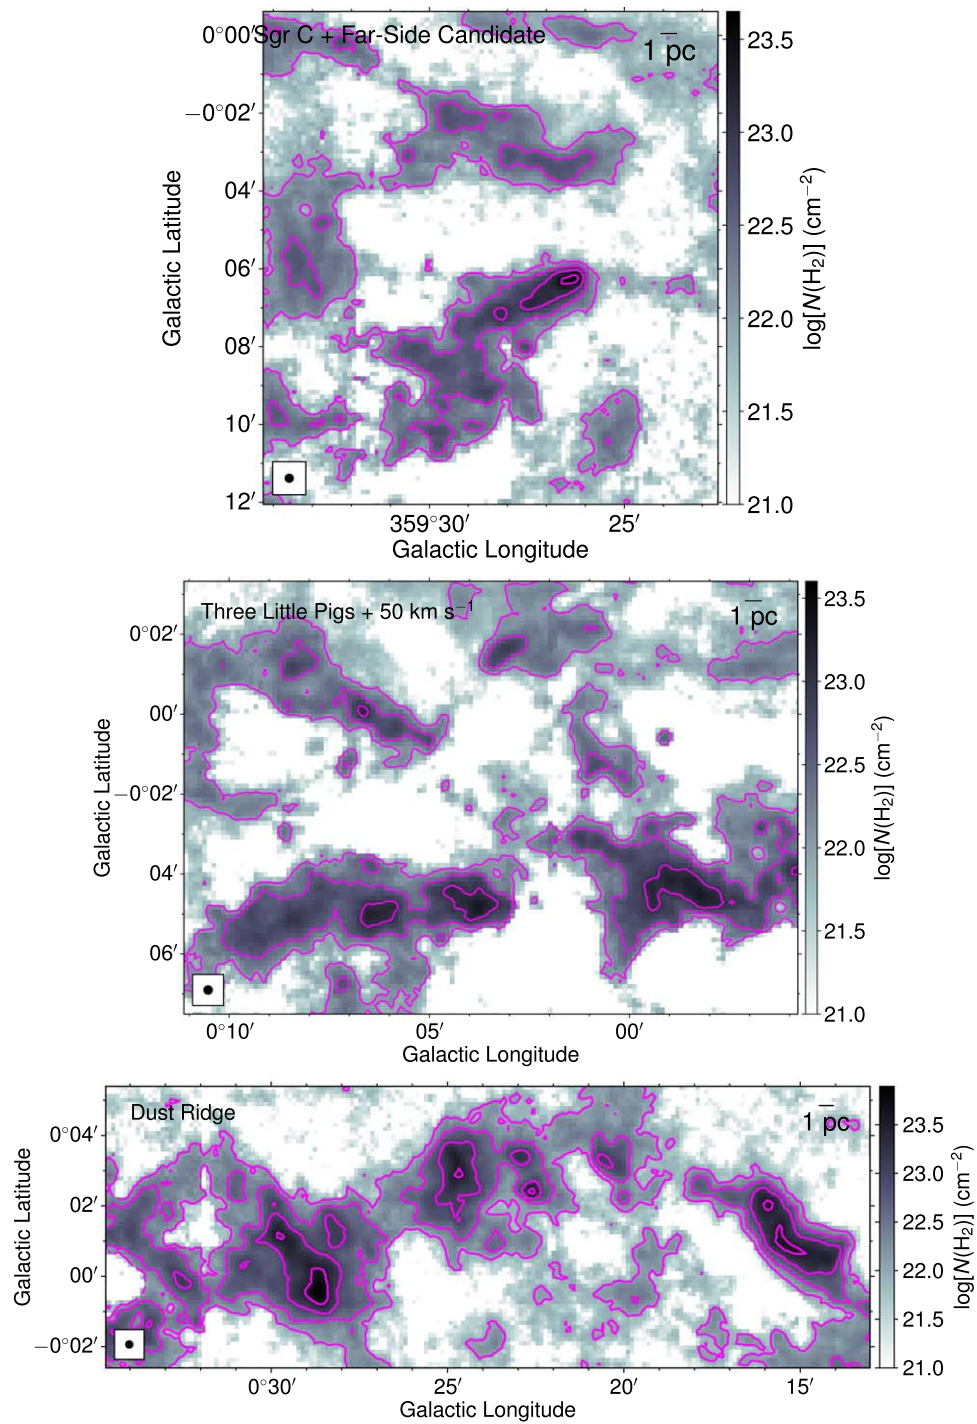 Sgr C + Far-Side Candidate
1 pc
0°00′
−0°02′
04′
06′
08′
10′
12′
Galactic Latitude
359°30′
25′
Galactic Longitude
23.5
23.0
22.5
22.0
21.5
21.0
log[N(H₂)] (cm⁻²)
Three Little Pigs + 50 km s⁻¹
1 pc
0°02′
00′
−0°02′
04′
06′
Galactic Latitude
0°10′
05′
00′
Galactic Longitude
23.5
23.0
22.5
22.0
21.5
21.0
log[N(H₂)] (cm⁻²)
Dust Ridge
1 pc
0°04′
02′
00′
−0°02′
Galactic Latitude
0°30′
25′
20′
15′
Galactic Longitude
23.5
23.0
22.5
22.0
21.5
21.0
log[N(H₂)] (cm⁻²)